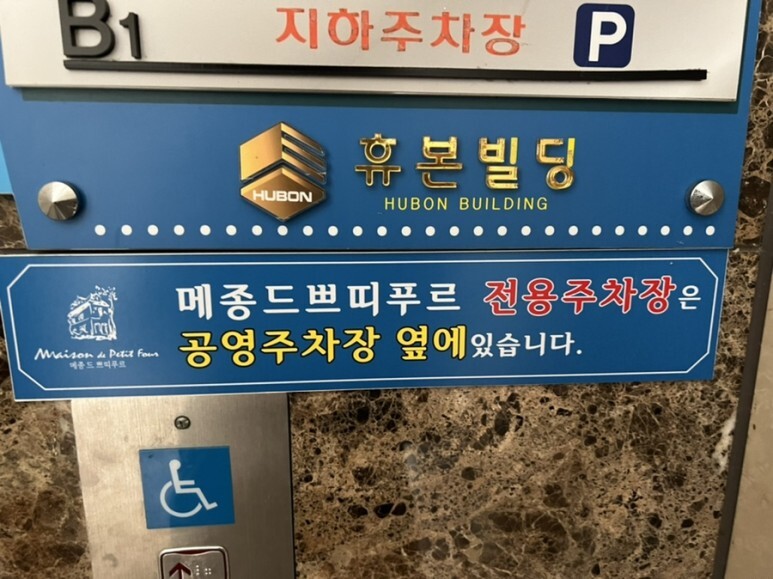 B1 지하주차장 P
HUBON
휴본빌딩
HUBON BUILDING
메종드쁘띠푸르 전용주차장은
공영주차장 옆에있습니다.
Maison de Petit Four
메종드쁘띠푸르